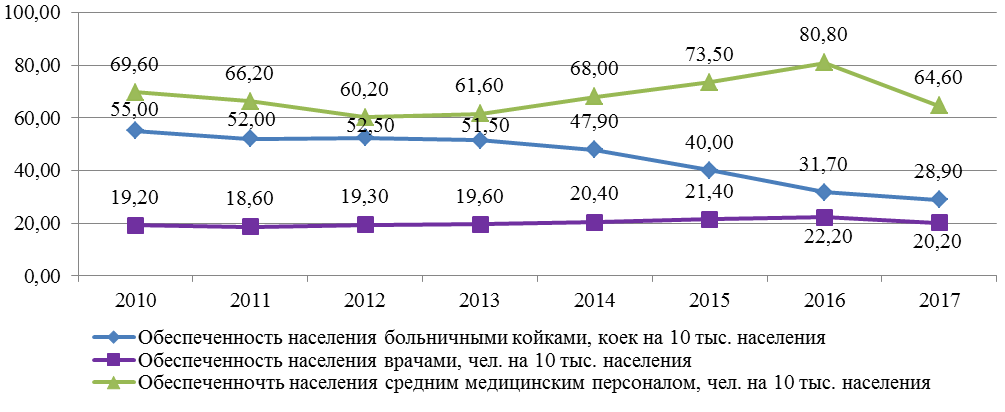 100,00
80,00
60,00
40,00
20,00
0,00
69,60 66,20 60,20 61,60 68,00 73,50 80,80 64,60
55,00 52,00 52,50 51,50 47,90 40,00 31,70 28,90
19,20 18,60 19,30 19,60 20,40 21,40 22,20 20,20
2010 2011 2012 2013 2014 2015 2016 2017
Обеспеченность населения больничными койками, коек на 10 тыс. населения
Обеспеченность населения врачами, чел. на 10 тыс. населения
Обеспеченночть населения средним медицинским персоналом, чел. на 10 тыс. населения